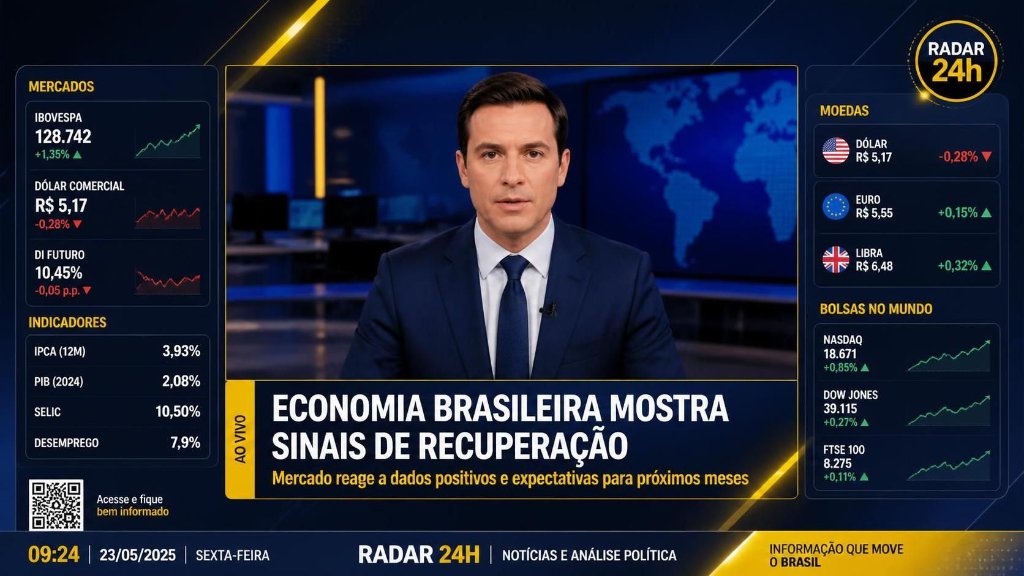 RADAR
24h
MERCADOS
IBOVESPA
128.742
+1,35% ▲
DÓLAR COMERCIAL
R$ 5,17
-0,28% ▼
DI FUTURO
10,45%
-0,05 p.p. ▼
INDICADORES
IPCA (12M) 3,93%
PIB (2024) 2,08%
SELIC 10,50%
DESEMPREGO 7,9%
Acesse e fique
bem informado
AO VIVO
ECONOMIA BRASILEIRA MOSTRA
SINAIS DE RECUPERAÇÃO
Mercado reage a dados positivos e expectativas para próximos meses
MOEDAS
DÓLAR
R$ 5,17 -0,28% ▼
EURO
R$ 5,55 +0,15% ▲
LIBRA
R$ 6,48 +0,32% ▲
BOLSAS NO MUNDO
NASDAQ
18.671
+0,85% ▲
DOW JONES
39.115
+0,27% ▲
FTSE 100
8.275
+0,11% ▲
09:24 | 23/05/2025 | SEXTA-FEIRA
RADAR 24H | NOTÍCIAS E ANÁLISE POLÍTICA
INFORMAÇÃO QUE MOVE
O BRASIL